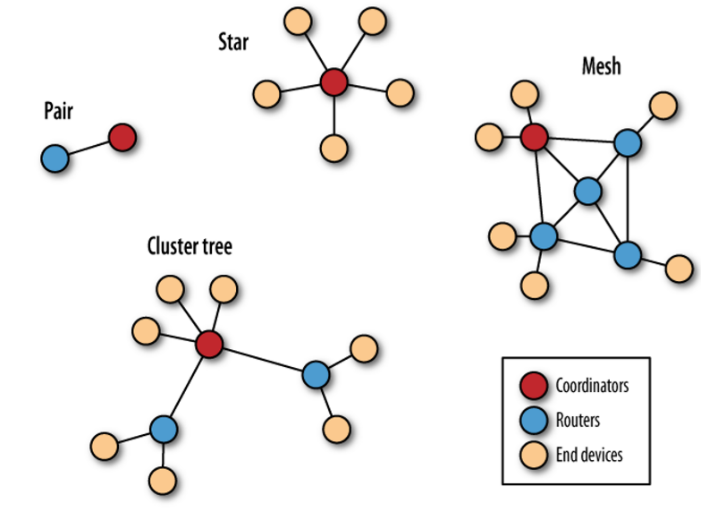 Star
Mesh
Pair
Cluster tree
Coordinators
Routers
End devices